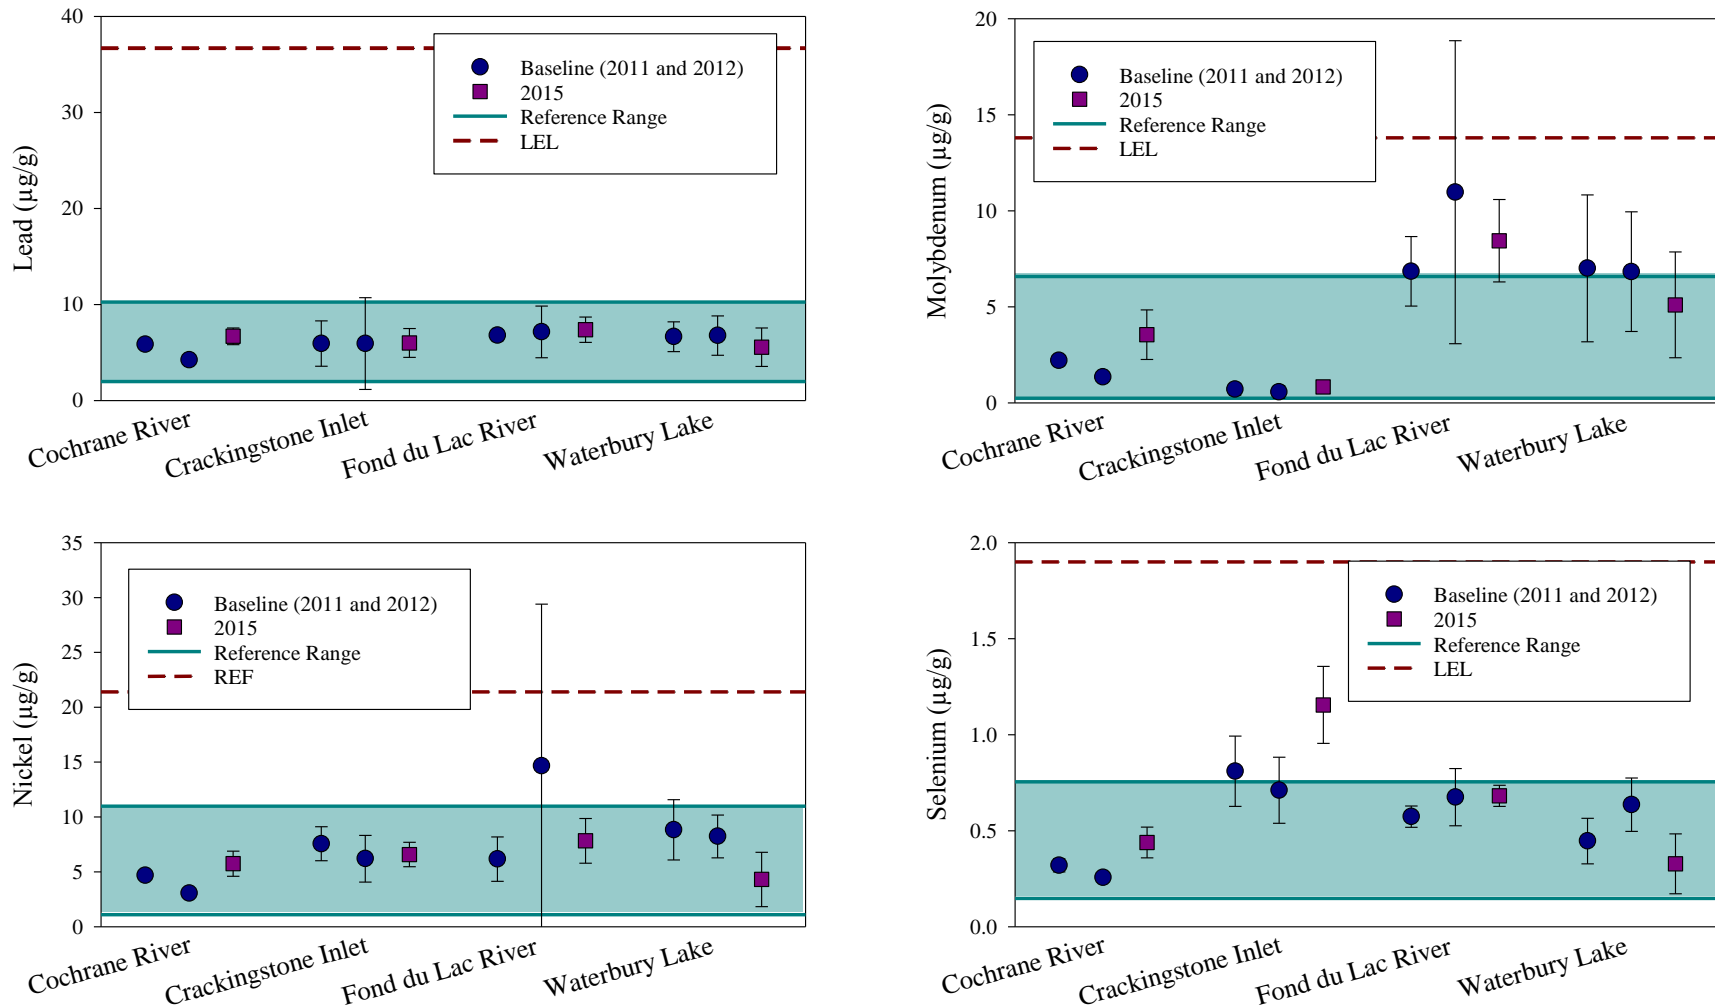 40
30
20
10
0
Lead (µg/g)
Baseline (2011 and 2012)
2015
Reference Range
LEL
Cochrane River
Crackingstone Inlet
Fond du Lac River
Waterbury Lake
20
15
10
5
0
Molybdenum (µg/g)
Baseline (2011 and 2012)
2015
Reference Range
LEL
Cochrane River
Crackingstone Inlet
Fond du Lac River
Waterbury Lake
35
30
25
20
15
10
5
0
Nickel (µg/g)
Baseline (2011 and 2012)
2015
Reference Range
REF
Cochrane River
Crackingstone Inlet
Fond du Lac River
Waterbury Lake
2.0
1.5
1.0
0.5
0.0
Selenium (µg/g)
Baseline (2011 and 2012)
2015
Reference Range
LEL
Cochrane River
Crackingstone Inlet
Fond du Lac River
Waterbury Lake